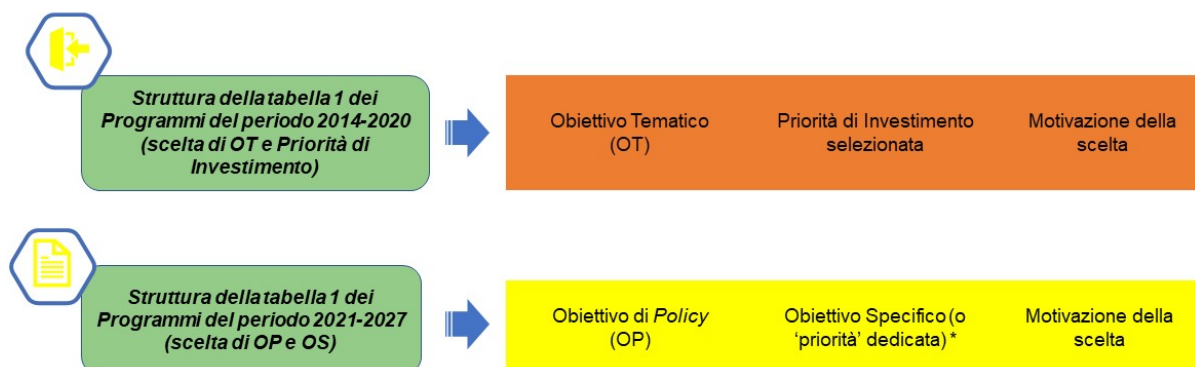 Struttura della tabella 1 dei
Programmi del periodo 2014-2020
(scelta di OT e Priorità di
Investimento)
Obiettivo Tematico
(OT)
Priorità di Investimento
selezionata
Motivazione della
scelta
Struttura della tabella 1 dei
Programmi del periodo 2021-2027
(scelta di OP e OS)
Obiettivo di Policy
(OP)
Obiettivo Specifico (o
‘priorità’ dedicata) *
Motivazione della
scelta